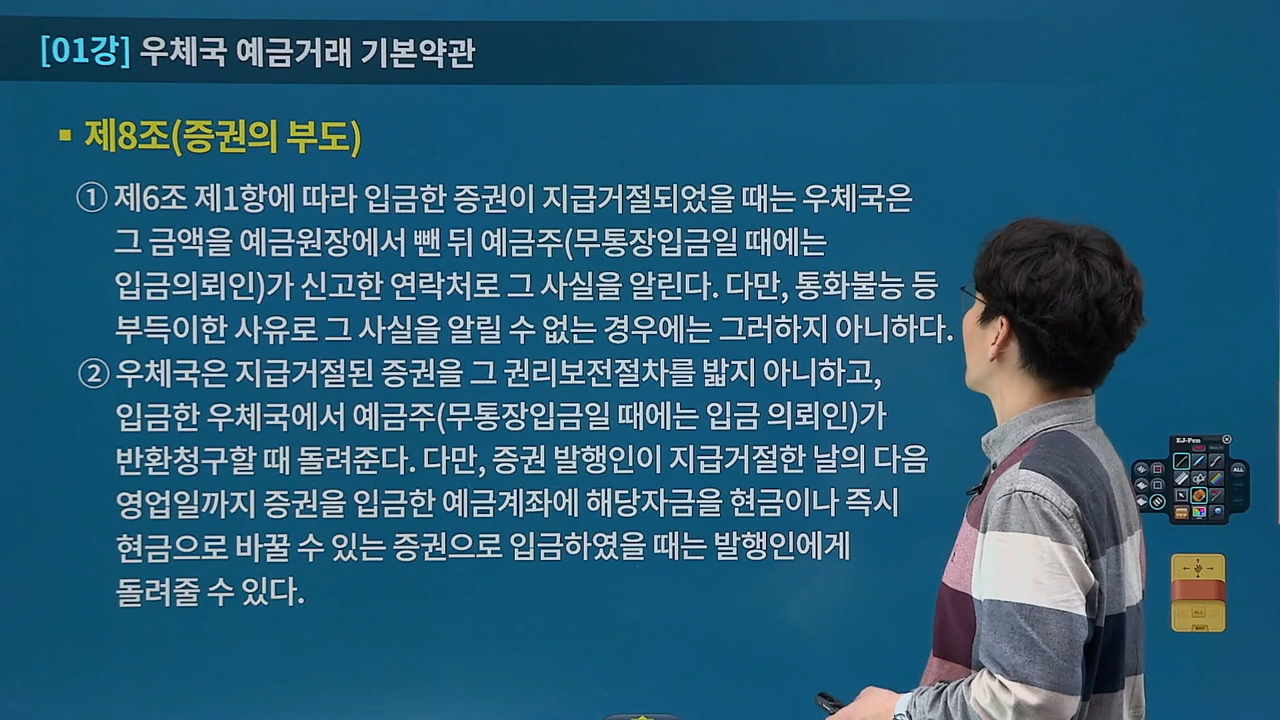 [01강] 우체국 예금거래 기본약관
▪ 제8조(증권의 부도)
① 제6조 제1항에 따라 입금한 증권이 지급거절되었을 때는 우체국은
그 금액을 예금원장에서 뺀 뒤 예금주(무통장입금일 때에는
입금의뢰인)가 신고한 연락처로 그 사실을 알린다. 다만, 통화불능 등
부득이한 사유로 그 사실을 알릴 수 없는 경우에는 그러하지 아니하다.
② 우체국은 지급거절된 증권을 그 권리보전절차를 밟지 아니하고,
입금한 우체국에서 예금주(무통장입금일 때에는 입금 의뢰인)가
반환청구할 때 돌려준다. 다만, 증권 발행인이 지급거절한 날의 다음
영업일까지 증권을 입금한 예금계좌에 해당자금을 현금이나 즉시
현금으로 바꿀 수 있는 증권으로 입금하였을 때는 발행인에게
돌려줄 수 있다.
EJ-Pen
ALL
ALL